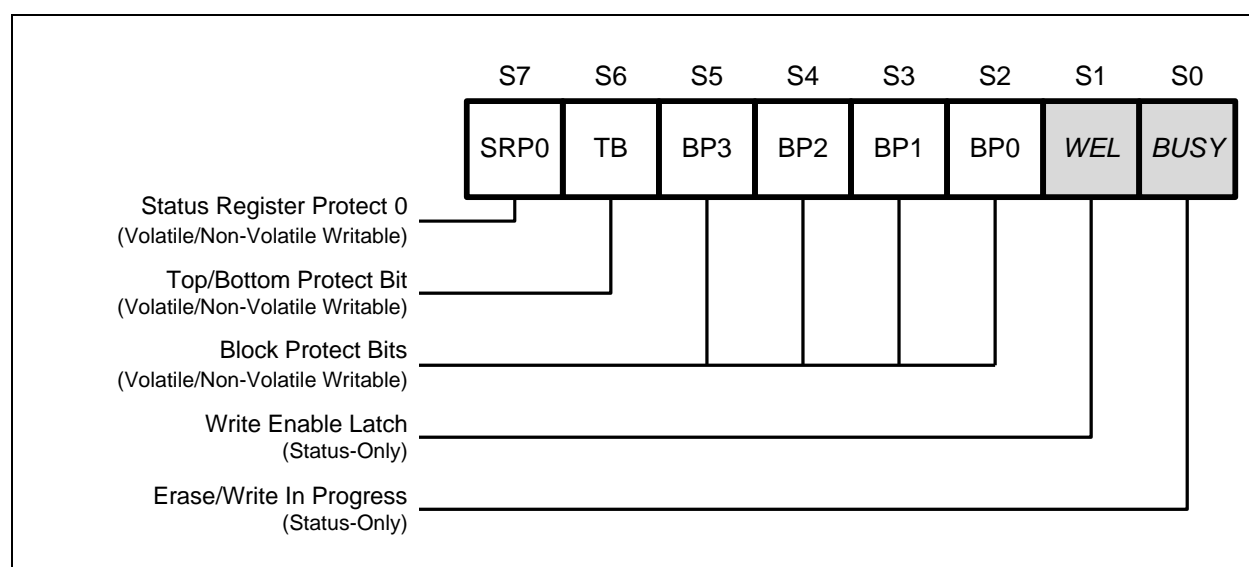 S7 S6 S5 S4 S3 S2 S1 S0
SRP0 TB BP3 BP2 BP1 BP0 WEL BUSY
Status Register Protect 0
(Volatile/Non-Volatile Writable)
Top/Bottom Protect Bit
(Volatile/Non-Volatile Writable)
Block Protect Bits
(Volatile/Non-Volatile Writable)
Write Enable Latch
(Status-Only)
Erase/Write In Progress
(Status-Only)